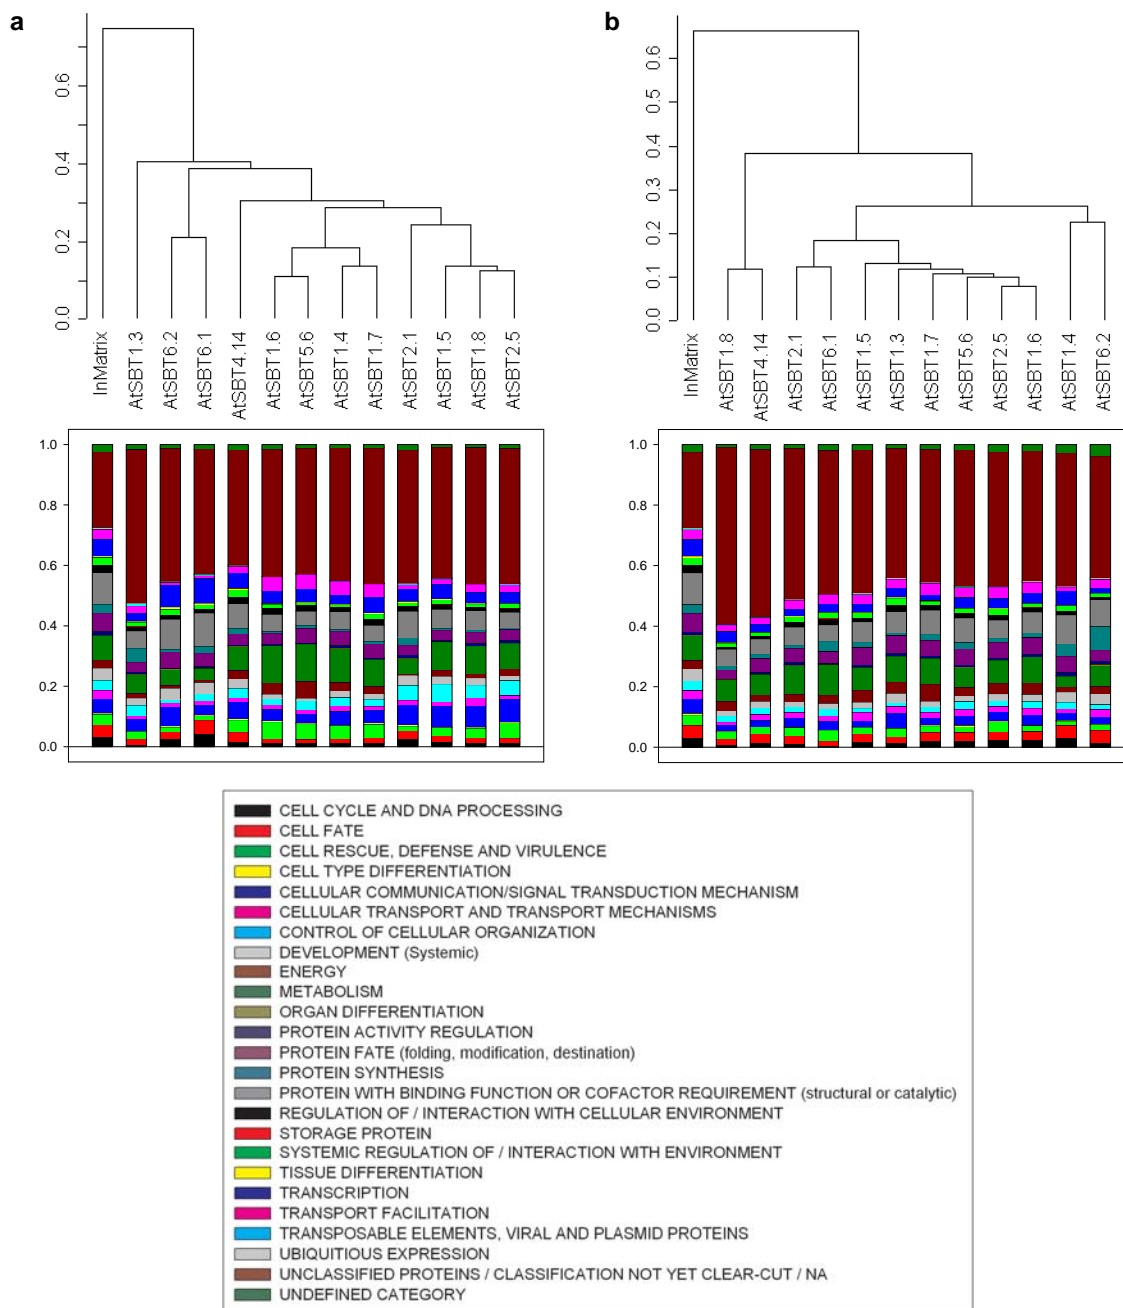 a
b
0.0 0.2 0.4 0.6
0.0 0.1 0.2 0.3 0.4 0.5 0.6
InMatrix AtSBT1.3 AtSBT6.2 AtSBT6.1 AtSBT4.14 AtSBT1.6 AtSBT5.6 AtSBT1.4 AtSBT1.7 AtSBT2.1 AtSBT1.5 AtSBT1.8 AtSBT2.5
InMatrix AtSBT1.8 AtSBT4.14 AtSBT2.1 AtSBT6.1 AtSBT1.5 AtSBT1.3 AtSBT1.7 AtSBT5.6 AtSBT2.5 AtSBT1.6 AtSBT1.4 AtSBT6.2
1.0
0.8
0.6
0.4
0.2
0.0
1.0
0.8
0.6
0.4
0.2
0.0
CELL CYCLE AND DNA PROCESSING
CELL FATE
CELL RESCUE, DEFENSE AND VIRULENCE
CELL TYPE DIFFERENTIATION
CELLULAR COMMUNICATION/SIGNAL TRANSDUCTION MECHANISM
CELLULAR TRANSPORT AND TRANSPORT MECHANISMS
CONTROL OF CELLULAR ORGANIZATION
DEVELOPMENT (Systemic)
ENERGY
METABOLISM
ORGAN DIFFERENTIATION
PROTEIN ACTIVITY REGULATION
PROTEIN FATE (folding, modification, destination)
PROTEIN SYNTHESIS
PROTEIN WITH BINDING FUNCTION OR COFACTOR REQUIREMENT (structural or catalytic)
REGULATION OF / INTERACTION WITH CELLULAR ENVIRONMENT
STORAGE PROTEIN
SYSTEMIC REGULATION OF / INTERACTION WITH ENVIRONMENT
TISSUE DIFFERENTIATION
TRANSCRIPTION
TRANSPORT FACILITATION
TRANSPOSABLE ELEMENTS, VIRAL AND PLASMID PROTEINS
UBIQUITIOUS EXPRESSION
UNCLASSIFIED PROTEINS / CLASSIFICATION NOT YET CLEAR-CUT / NA
UNDEFINED CATEGORY